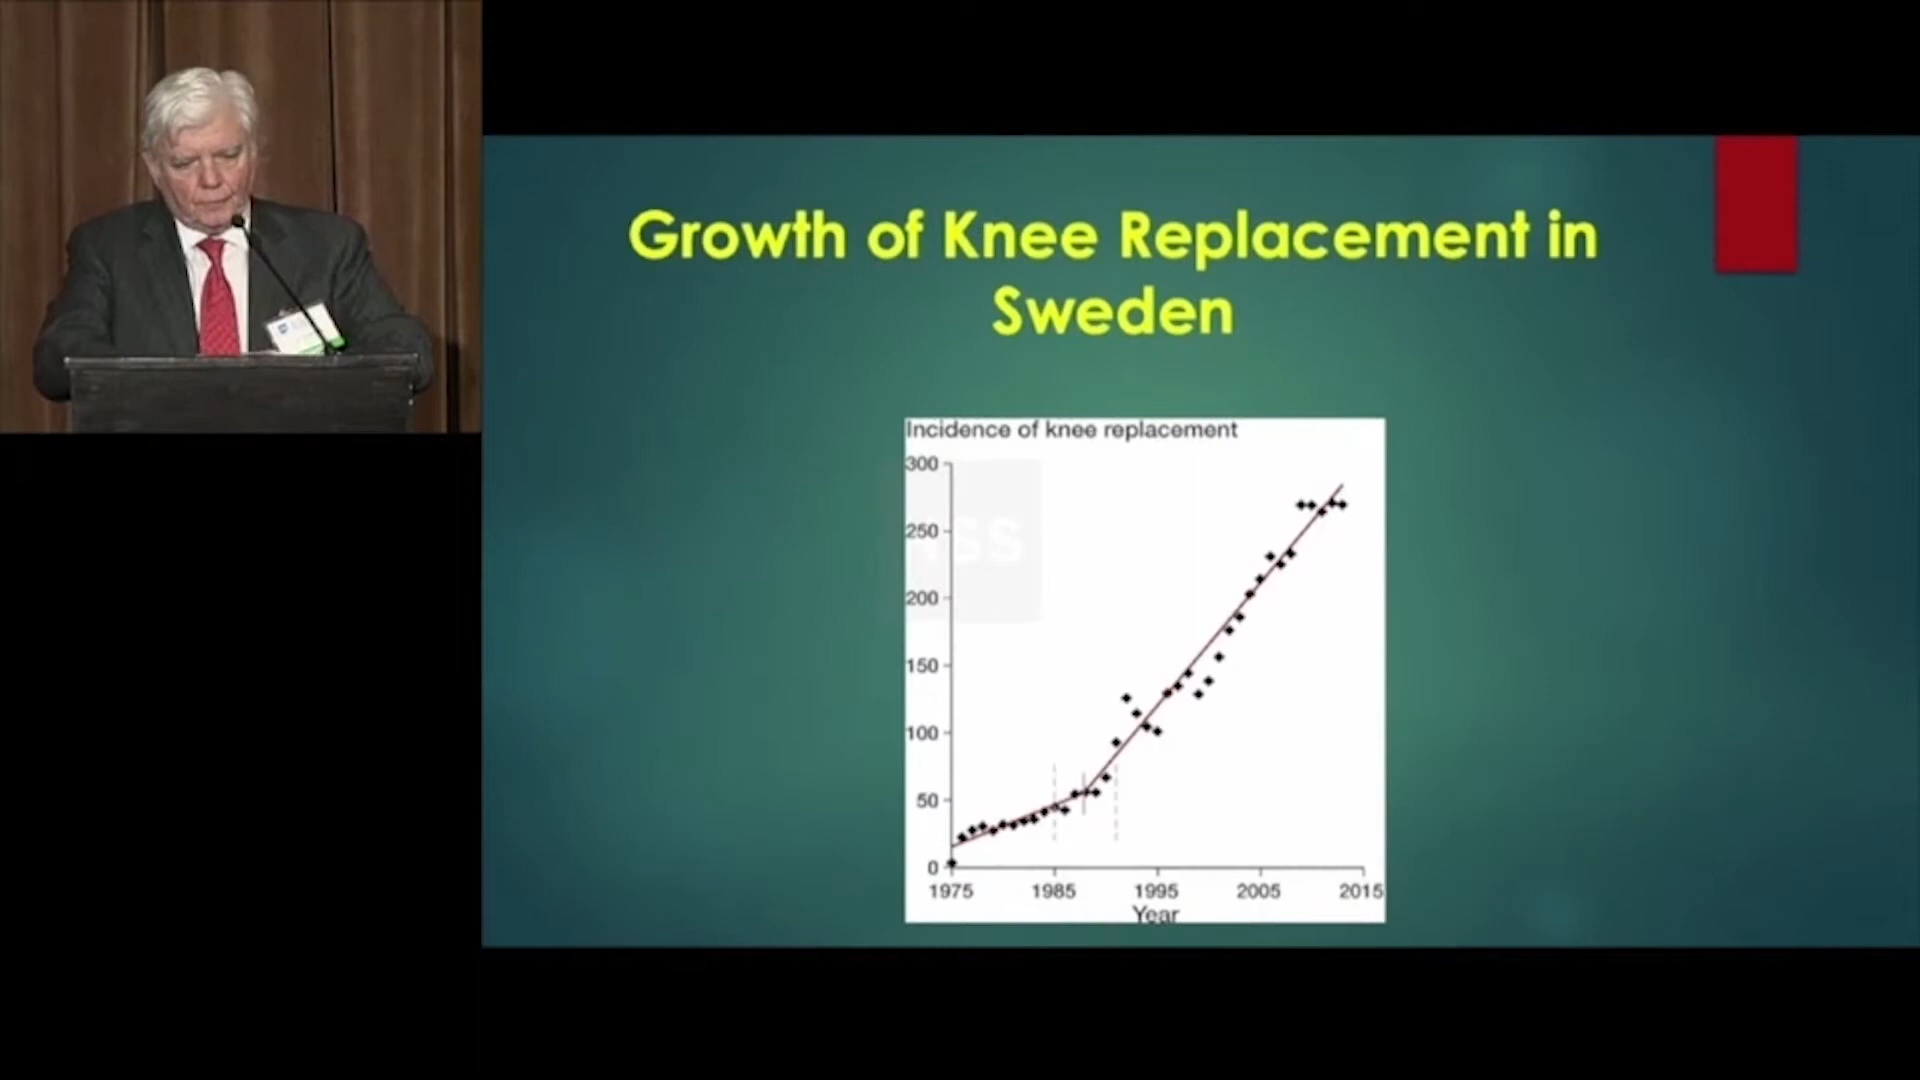 Growth of Knee Replacement in
Sweden
Incidence of knee replacement
300
250
200
150
100
50
0
1975 1985 1995 2005 2015
Year